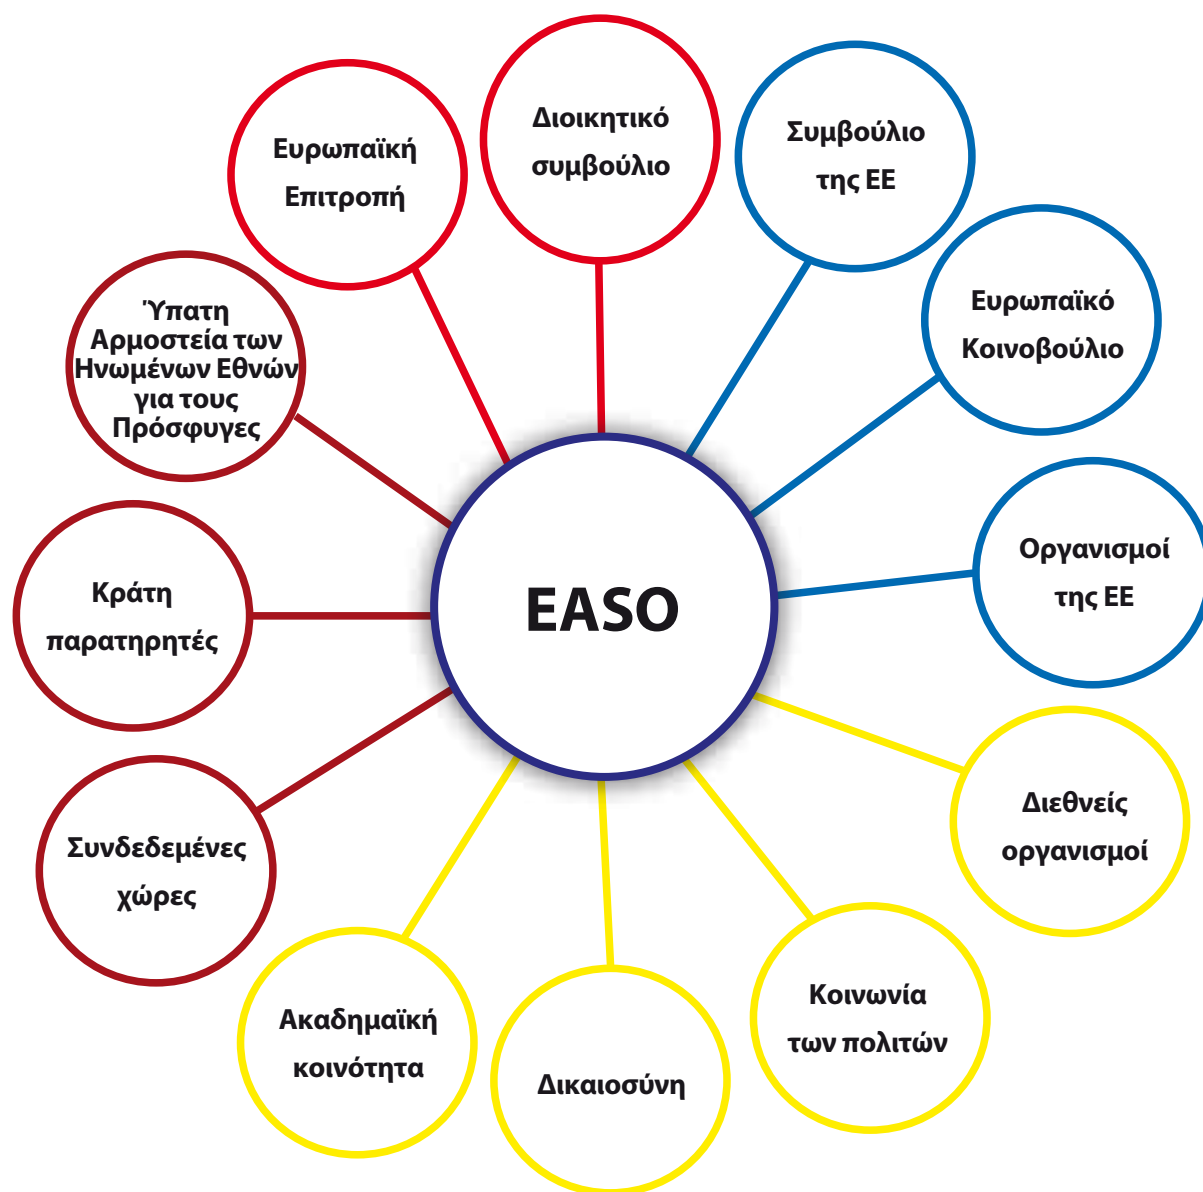 Διοικητικό
συμβούλιο
Συμβούλιο
της ΕΕ
Ευρωπαϊκό
Κοινοβούλιο
Οργανισμοί
της ΕΕ
Διεθνείς
οργανισμοί
Κοινωνία
των πολιτών
Δικαιοσύνη
Ακαδημαϊκή
κοινότητα
Συνδεδεμένες
χώρες
Κράτη
παρατηρητές
Ύπατη
Αρμοστεία των
Ηνωμένων Εθνών
για τους
Πρόσφυγες
Ευρωπαϊκή
Επιτροπή
EASO